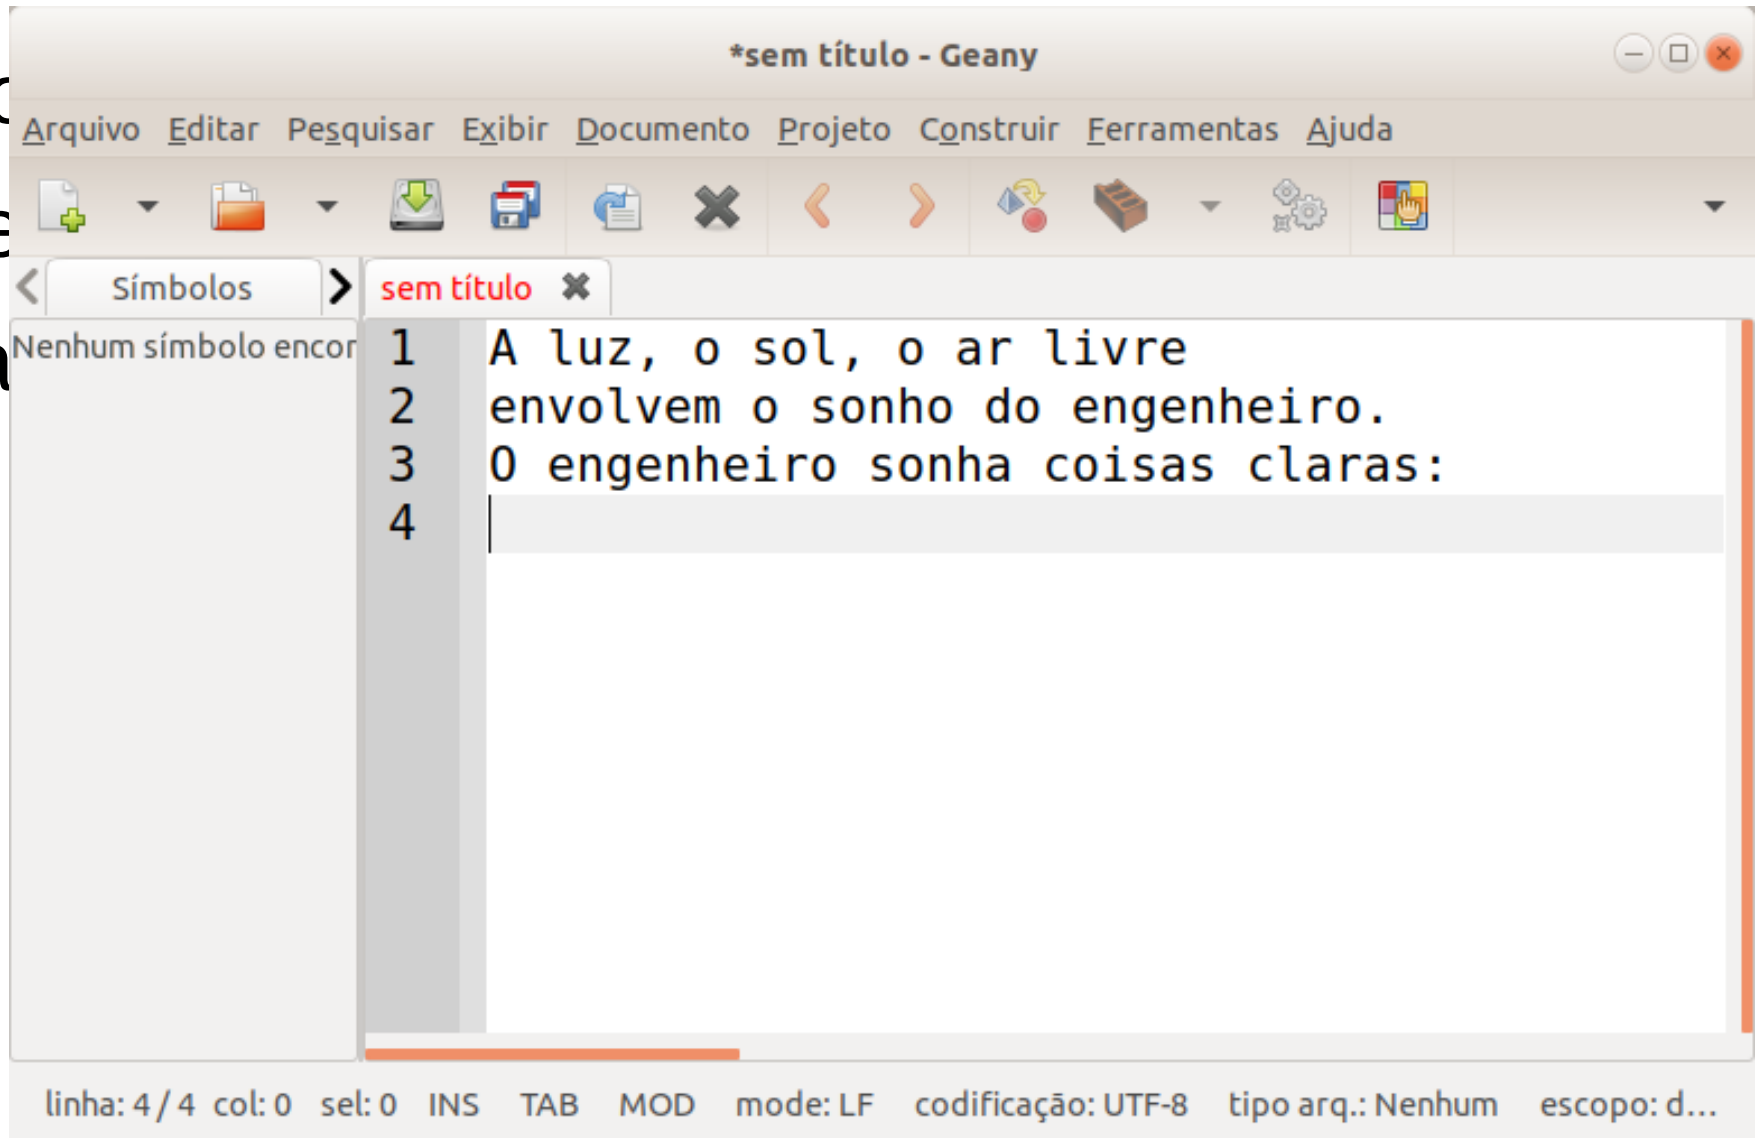 *sem título - Geany
Arquivo Editar Pesquisar Exibir Documento Projeto Construir Ferramentas Ajuda
Símbolos
sem título
Nenhum símbolo encor
1 A luz, o sol, o ar livre
2 envolvem o sonho do engenheiro.
3 O engenheiro sonha coisas claras:
4
linha: 4 / 4 col: 0 sel: 0 INS TAB MOD mode: LF codificação: UTF-8 tipo arq.: Nenhum escopo: d...